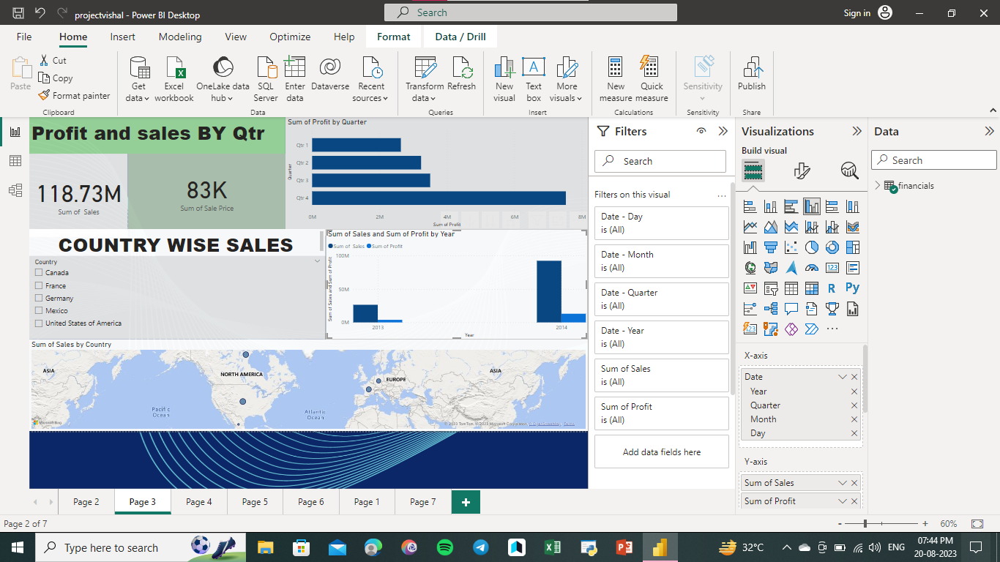 projectvishal - Power BI Desktop
Search
Sign in
File Home Insert Modeling View Optimize Help Format Data / Drill
Paste
Cut
Copy
Format painter
Clipboard
Get data
Excel workbook
OneLake data hub
SQL Server
Enter data
Dataverse
Recent sources
Data
Transform data
Refresh
Queries
New visual
Text box
More visuals
Insert
New measure
Quick measure
Calculations
Sensitivity
Sensitivity
Publish
Share
Profit and sales BY Qtr
118.73M
Sum of Sales
83K
Sum of Sale Price
Sum of Profit by Quarter
Quarter
Qtr 1
Qtr 2
Qtr 3
Qtr 4
0M 2M 4M 6M 8M
Sum of Profit
COUNTRY WISE SALES
Country
Canada
France
Germany
Mexico
United States of America
Sum of Sales and Sum of Profit by Year
Sum of Sales Sum of Profit
Sum of Sales and Sum of Profit
100M
50M
0M
2013 2014
Year
Sum of Sales by Country
ASIA
NORTH AMERICA
EUROPE
ASIA
Pacific Ocean
Atlantic Ocean
Microsoft Bing
© 2023 TomTom, © 2023 Microsoft Corporation, © OpenStreetMap Terms
Filters
Search
Filters on this visual
Date - Day
is (All)
Date - Month
is (All)
Date - Quarter
is (All)
Date - Year
is (All)
Sum of Sales
is (All)
Sum of Profit
is (All)
Add data fields here
Visualizations
Build visual
123
R
Py
123
X-axis
Date
Year
Quarter
Month
Day
Y-axis
Sum of Sales
Sum of Profit
Data
Search
financials
Page 2 Page 3 Page 4 Page 5 Page 6 Page 1 Page 7
Page 2 of 7
- + 60%
Type here to search
32°C
ENG
07:44 PM
20-08-2023